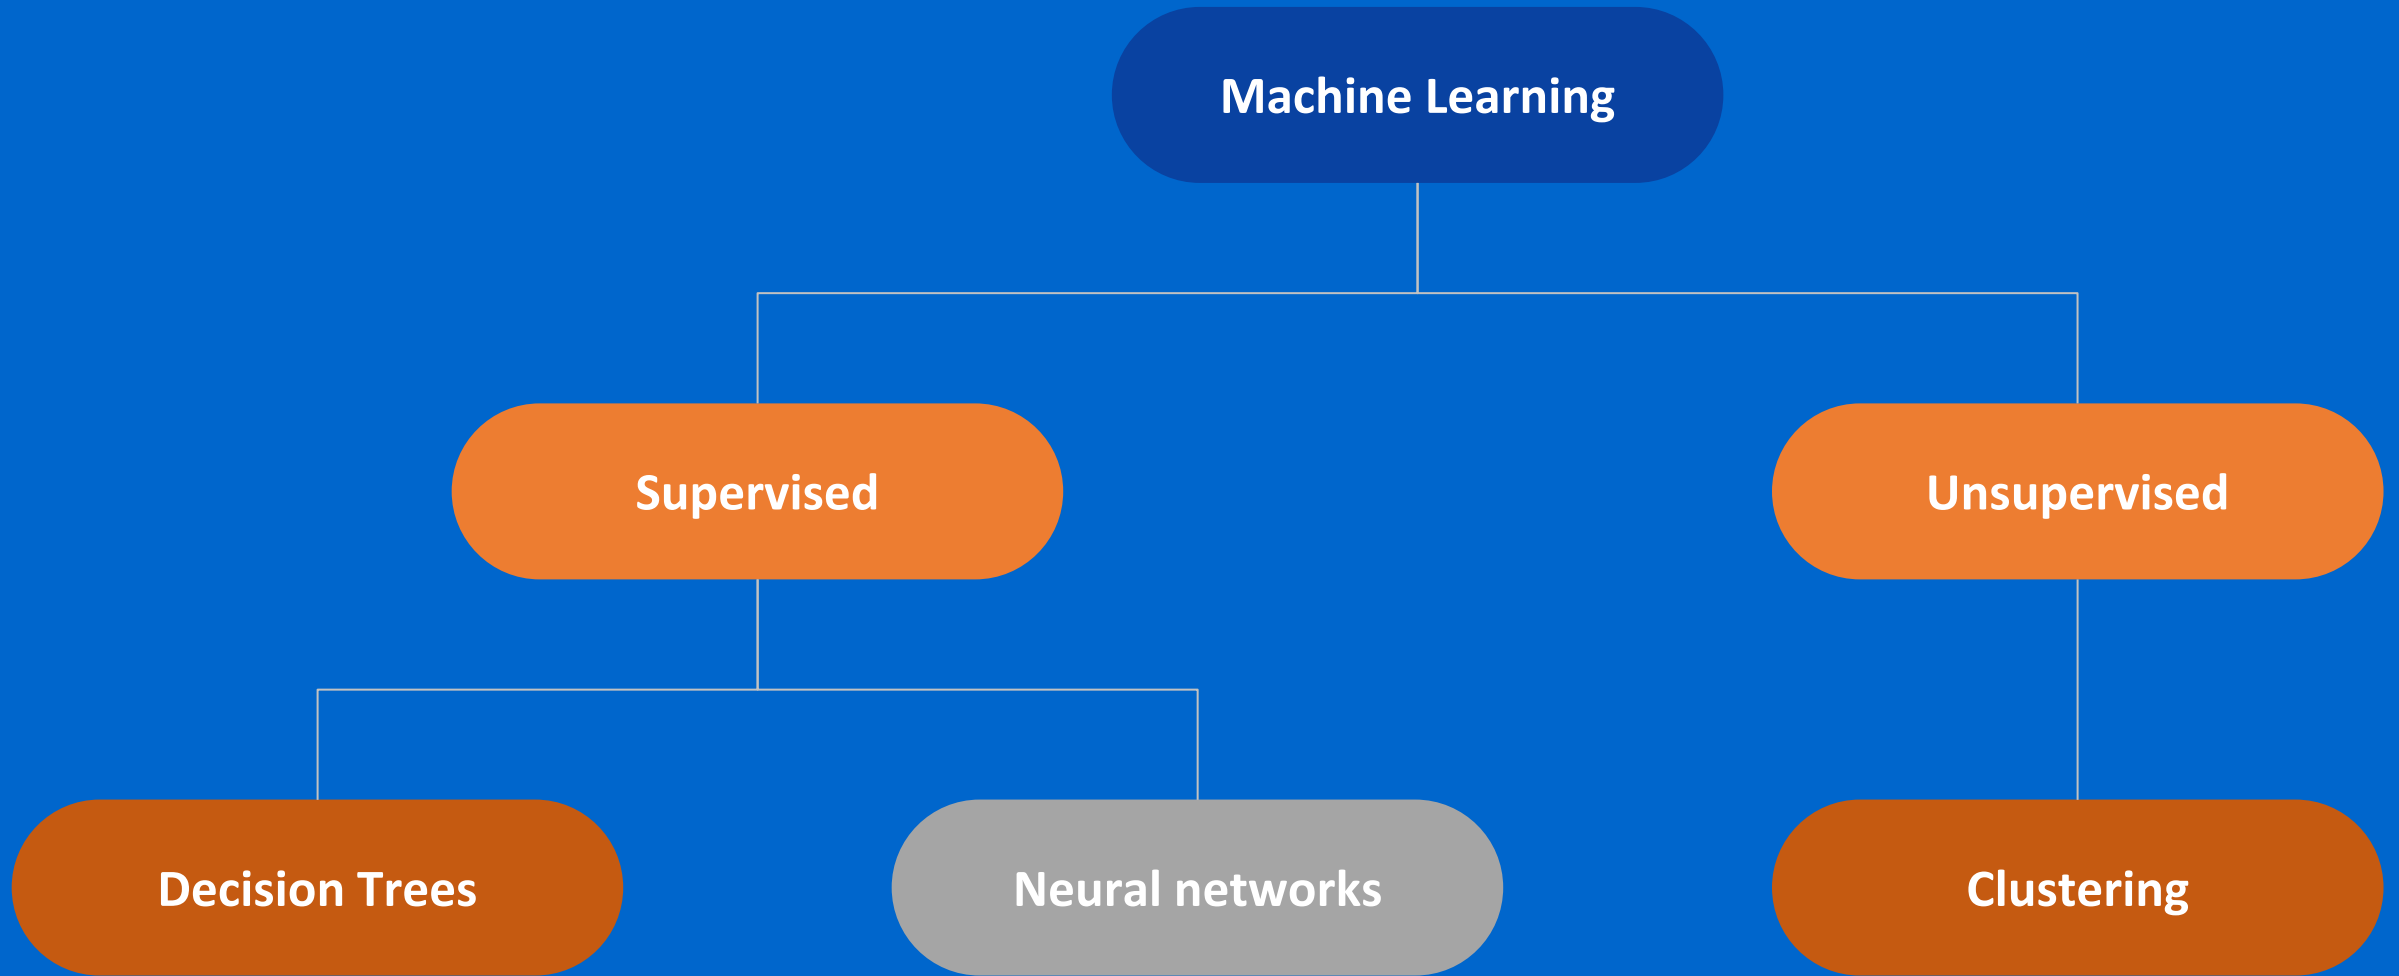 Machine Learning
Supervised
Unsupervised
Decision Trees
Neural networks
Clustering